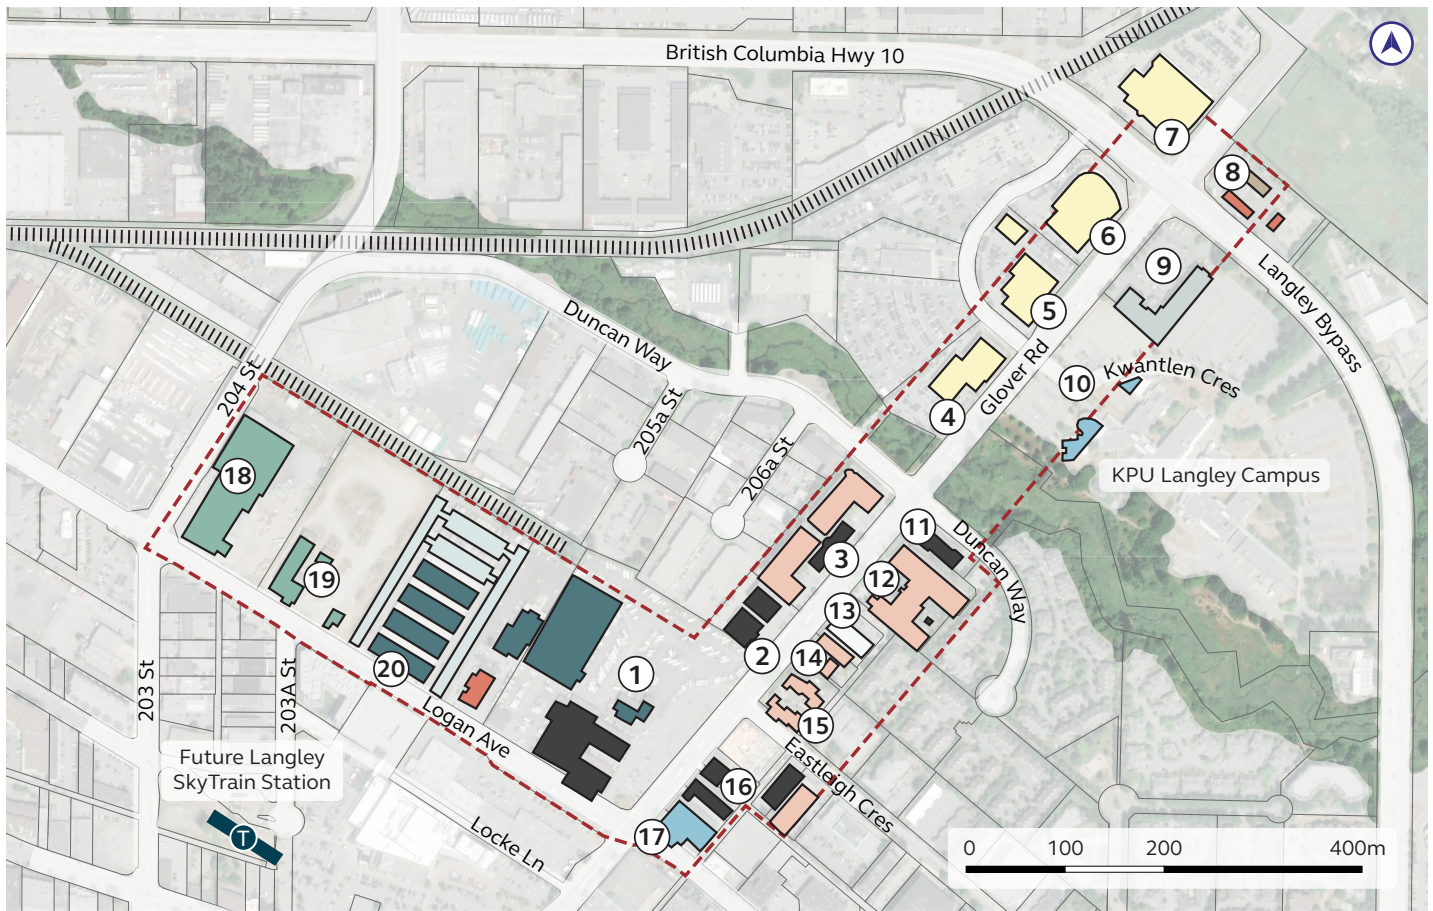 British Columbia Hwy 10
7
8
6
9
Langley Bypass
5
Duncan Way
Glover Rd
10
Kwantlen Cres
204 St
4
205a St
206a St
KPU Langley Campus
18
11
Duncan Way
3
19
12
13
2
14
20
1
15
203 St
203A St
Logan Ave
Eastleigh Cres
Future Langley
SkyTrain Station
16
17
T
Locke Ln
0 100 200 400m